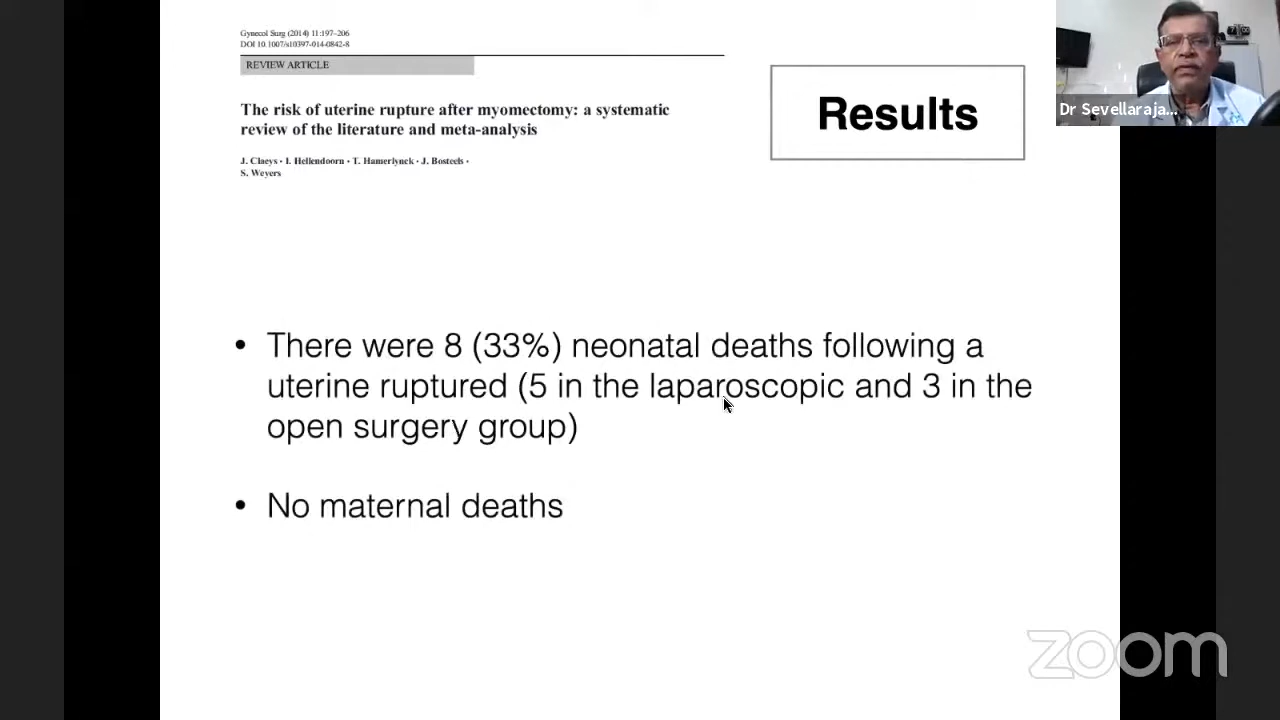 Gynecol Surg (2014) 11:197–206
DOI 10.1007/s10397-014-0842-8
REVIEW ARTICLE
The risk of uterine rupture after myomectomy: a systematic
review of the literature and meta-analysis
J. Claeys • I. Hellendoorn • T. Hamerlynck • J. Bosteels •
S. Weyers
Results
Dr Sevellaraja...
• There were 8 (33%) neonatal deaths following a
uterine ruptured (5 in the laparoscopic and 3 in the
open surgery group)
• No maternal deaths
zoom